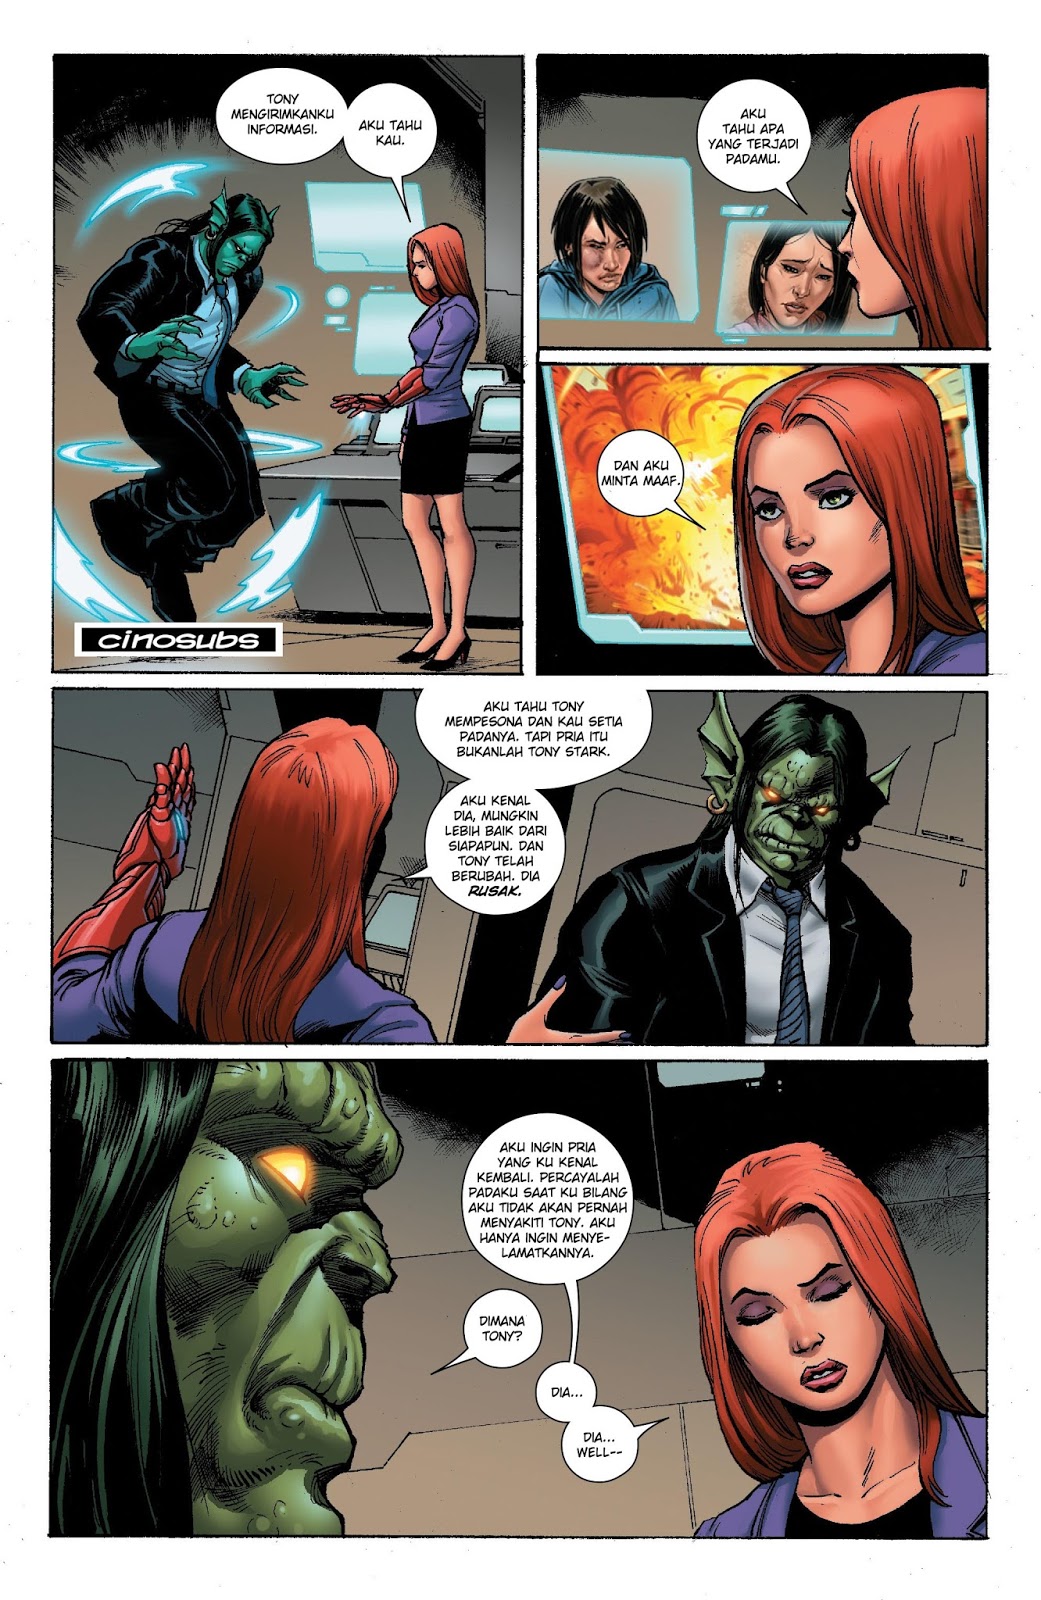 TONY
MENGIRIMKANKU
INFORMASI.
AKU TAHU
KAU.
cinosubs
AKU
TAHU APA
YANG TERJADI
PADAMU.
DAN AKU
MINTA MAAF.
AKU TAHU TONY
MEMPESONA DAN KAU SETIA
PADANYA. TAPI PRIA ITU
BUKANLAH TONY STARK.
AKU KENAL
DIA, MUNGKIN
LEBIH BAIK DARI
SIAPAPUN. DAN
TONY TELAH
BERUBAH. DIA
RUSAK.
AKU INGIN PRIA
YANG KU KENAL
KEMBALI. PERCAYALAH
PADAKU SAAT KU BILANG
AKU TIDAK AKAN PERNAH
MENYAKITI TONY. AKU
HANYA INGIN MENYE-
LAMATKANNYA.
DIMANA
TONY?
DIA...
DIA...
WELL--